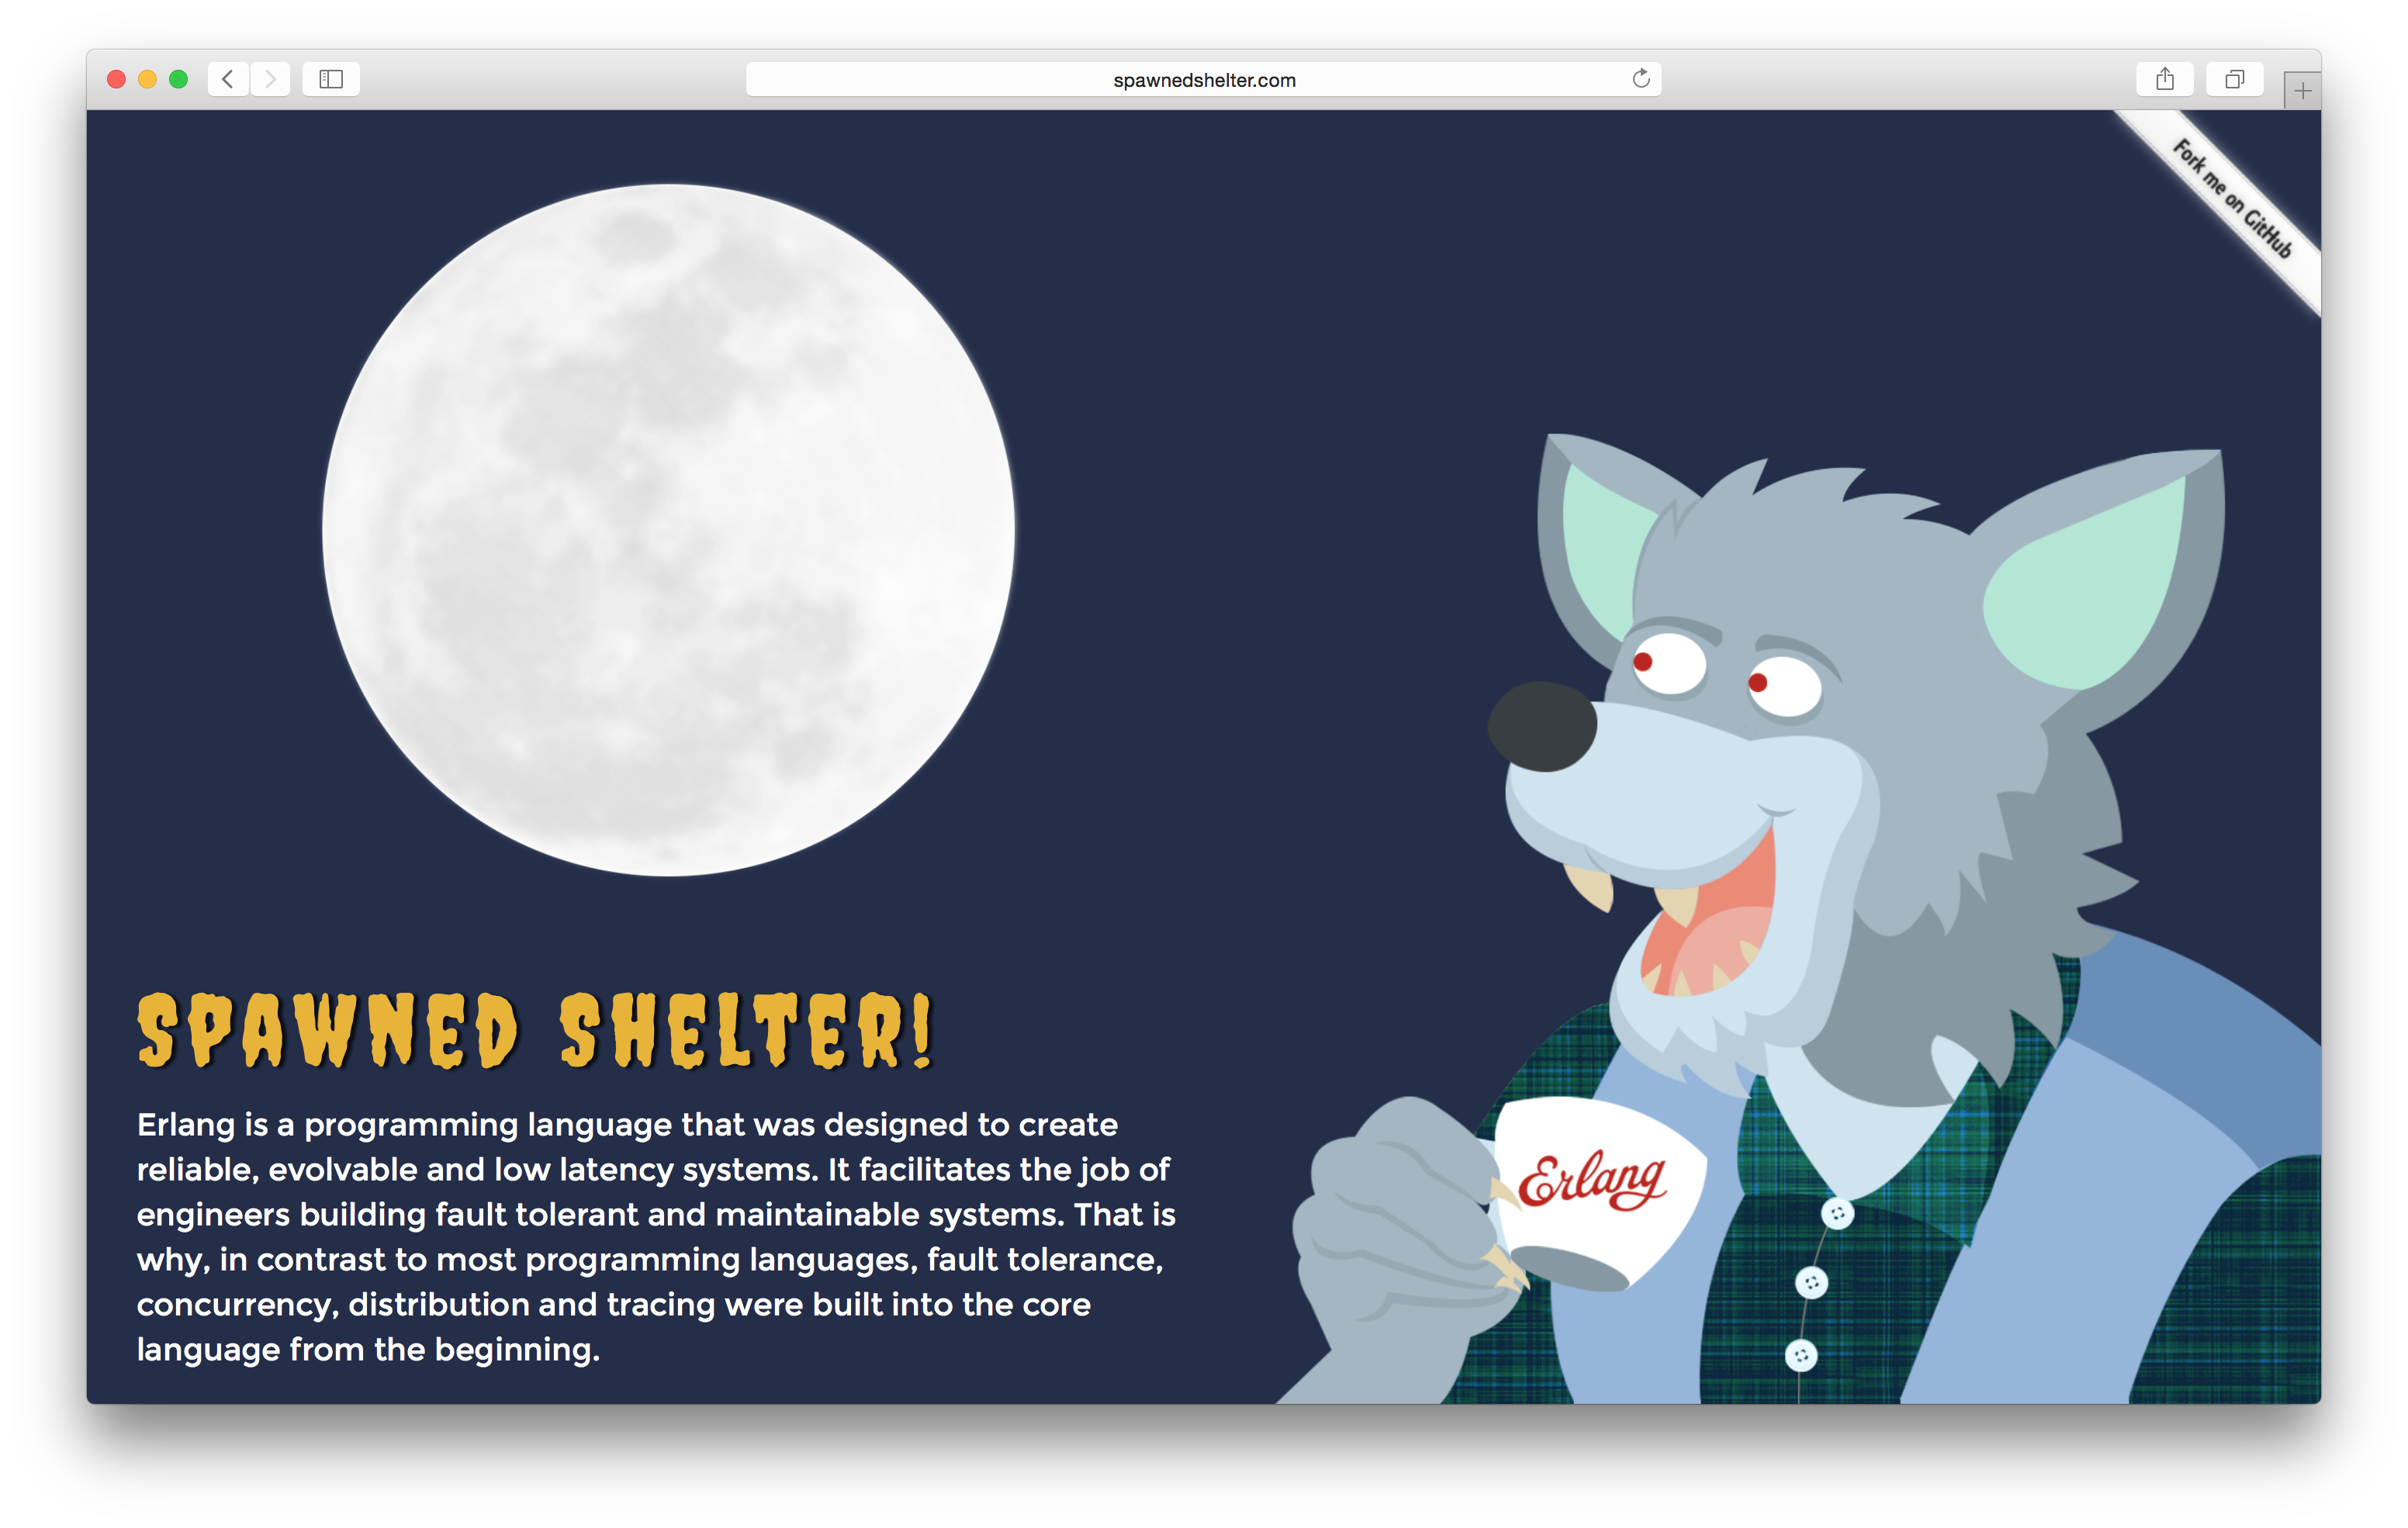 spawnedshelter.com
Fork me on GitHub
SPAWNED SHELTER!
Erlang is a programming language that was designed to create
reliable, evolvable and low latency systems. It facilitates the job of
engineers building fault tolerant and maintainable systems. That is
why, in contrast to most programming languages, fault tolerance,
concurrency, distribution and tracing were built into the core
language from the beginning.
Erlang